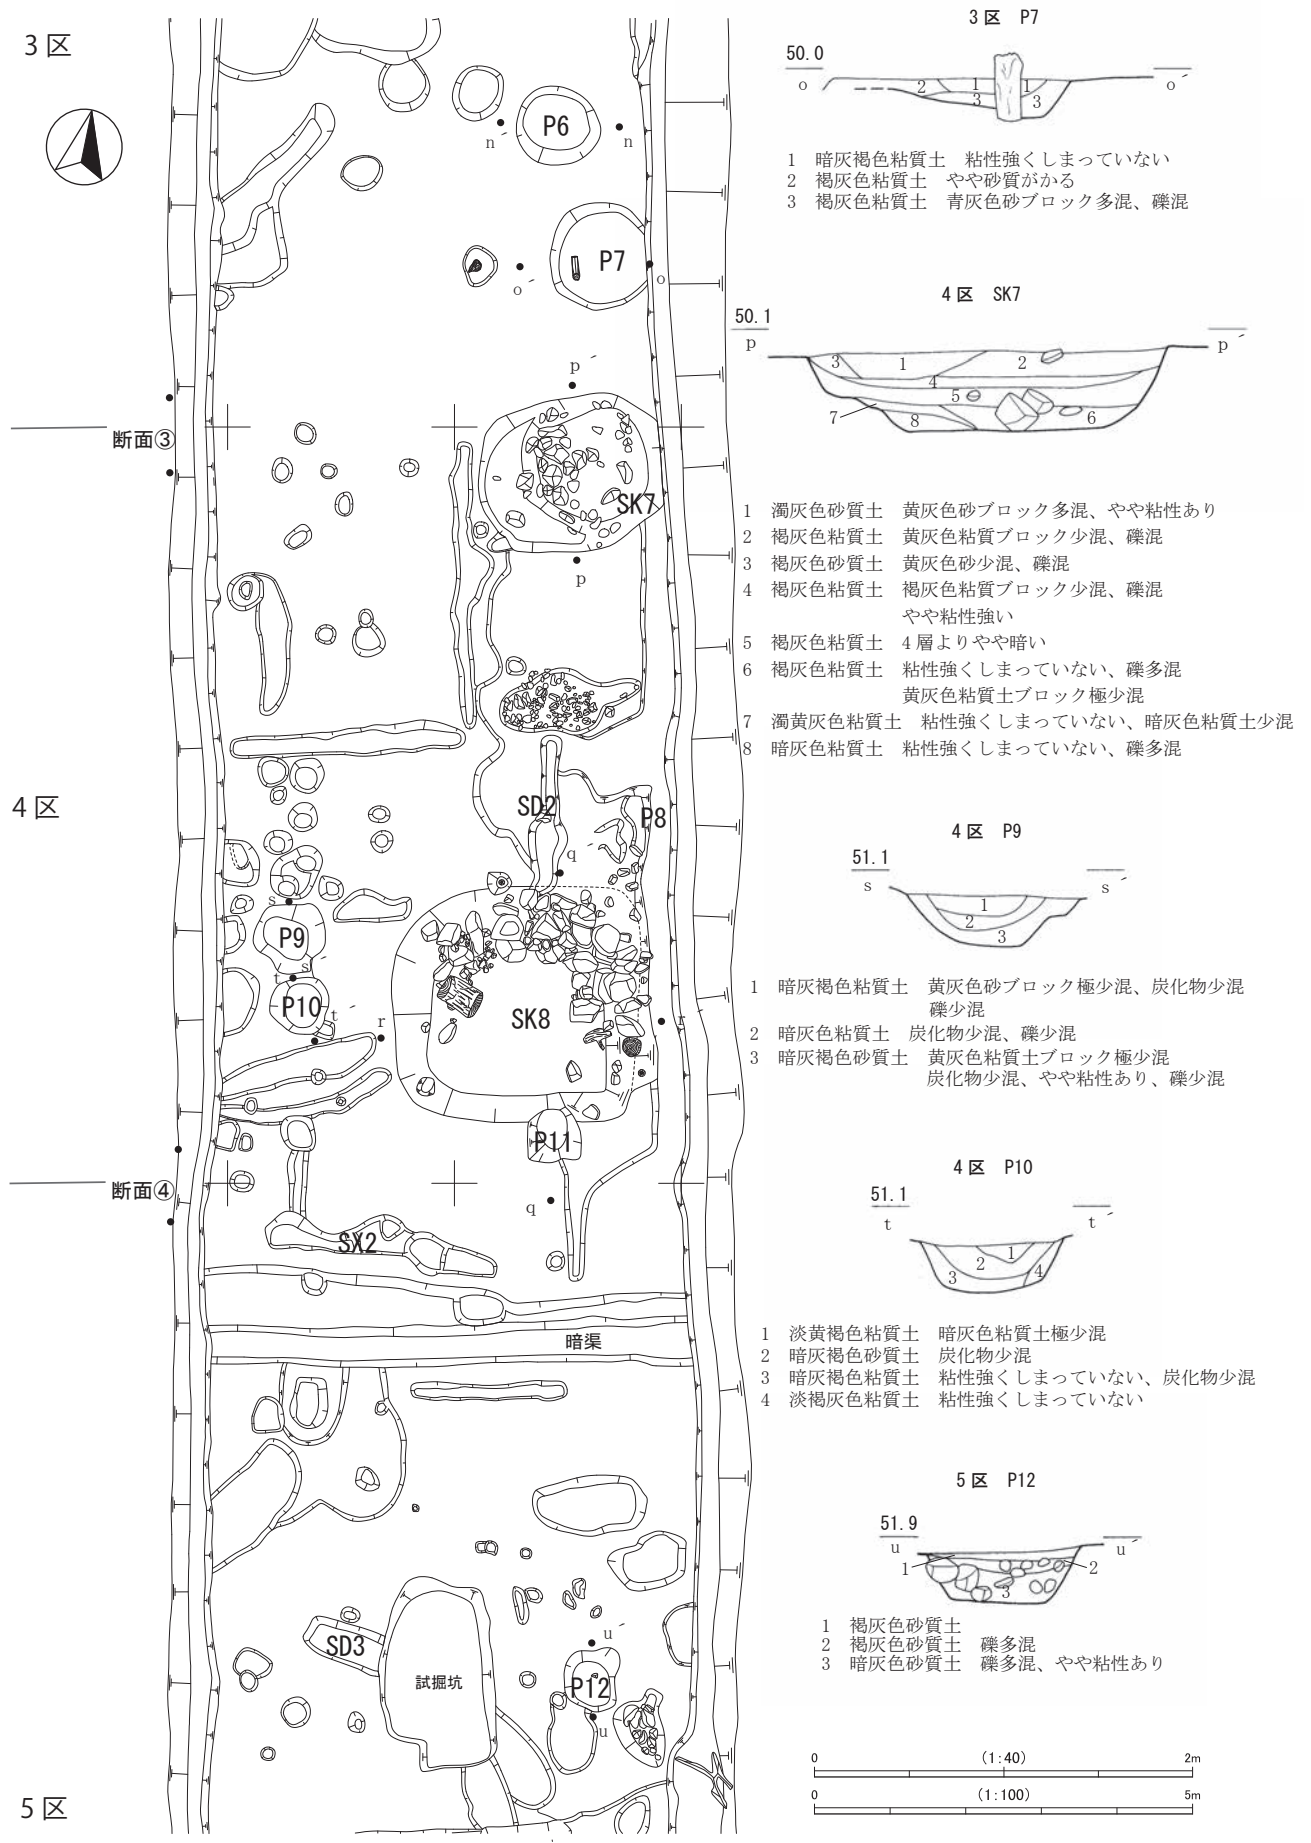 3区
P6
n´
n
P7
o´
o
p´
断面③
SK7
p
4区
SD2
P8
q´
s
P9
s´
t
P10
t´
r
SK8
r´
P11
断面④
q
SX2
暗渠
SD3
試掘坑
u´
P12
u
5区
3区 P7
50.0
o
o´
2
1
1
3
3
1 暗灰褐色粘質土 粘性強くしまっていない
2 褐灰色粘質土 やや砂質がかる
3 褐灰色粘質土 青灰色砂ブロック多混、礫混
4区 SK7
50.1
p
p´
3
1
2
4
5
7
8
6
1 濁灰色砂質土 黄灰色砂ブロック多混、やや粘性あり
2 褐灰色粘質土 黄灰色粘質ブロック少混、礫混
3 褐灰色砂質土 黄灰色砂少混、礫混
4 褐灰色粘質土 褐灰色粘質ブロック少混、礫混
やや粘性強い
5 褐灰色粘質土 4層よりやや暗い
6 褐灰色粘質土 粘性強くしまっていない、礫多混
黄灰色粘質土ブロック極少混
7 濁黄灰色粘質土 粘性強くしまっていない、暗灰色粘質土少混
8 暗灰色粘質土 粘性強くしまっていない、礫多混
4区 P9
51.1
s
s´
1
2
3
1 暗灰褐色粘質土 黄灰色砂ブロック極少混、炭化物少混
礫少混
2 暗灰色粘質土 炭化物少混、礫少混
3 暗灰褐色砂質土 黄灰色粘質土ブロック極少混
炭化物少混、やや粘性あり、礫少混
4区 P10
51.1
t
t´
1
2
3
4
1 淡黄褐色粘質土 暗灰色粘質土極少混
2 暗灰褐色砂質土 炭化物少混
3 暗灰褐色粘質土 粘性強くしまっていない、炭化物少混
4 淡褐灰色粘質土 粘性強くしまっていない
5区 P12
51.9
u
u´
1
2
3
1 褐灰色砂質土
2 褐灰色砂質土 礫多混
3 暗灰色砂質土 礫多混、やや粘性あり
0 (1:40) 2m
0 (1:100) 5m